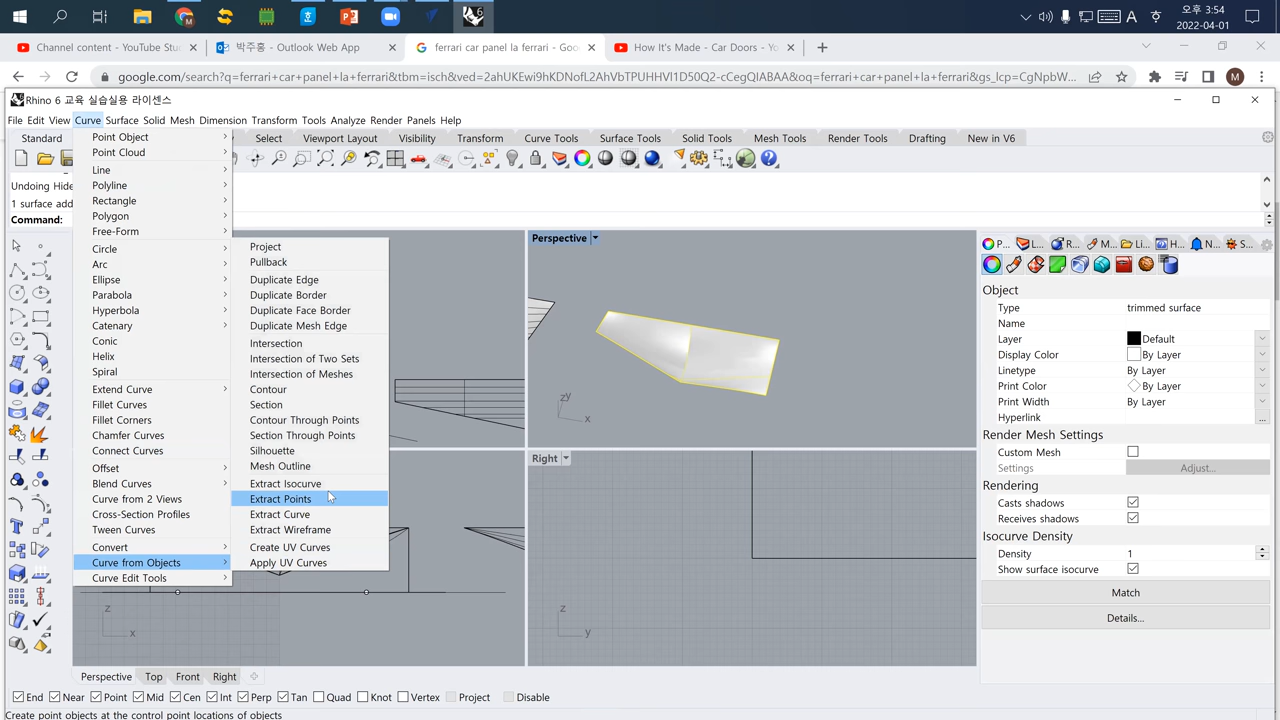 A
오후 3:54
2022-04-01
Channel content - YouTube Stu
박주홍 - Outlook Web App
ferrari car panel la ferrari - Goo
How It's Made - Car Doors - Yo
google.com/search?q=ferrari+car+panel+la+ferrari&tbm=isch&ved=2ahUKEwi9hKDNofL2AhVbTPUHHVI1D50Q2-cCegQIABAA&oq=ferrari+car+panel+la+ferrari&gs_lcp=CgNpbW...
M
Rhino 6 교육 실습실용 라이센스
File Edit View Curve Surface Solid Mesh Dimension Transform Tools Analyze Render Panels Help
Standard
Select
Viewport Layout
Visibility
Transform
Curve Tools
Surface Tools
Solid Tools
Mesh Tools
Render Tools
Drafting
New in V6
Undoing Hide
1 surface add
Command:
Point Object
Point Cloud
Line
Polyline
Rectangle
Polygon
Free-Form
Circle
Arc
Ellipse
Parabola
Hyperbola
Catenary
Conic
Helix
Spiral
Extend Curve
Fillet Curves
Fillet Corners
Chamfer Curves
Connect Curves
Offset
Blend Curves
Curve from 2 Views
Cross-Section Profiles
Tween Curves
Convert
Curve from Objects
Curve Edit Tools
Project
Pullback
Duplicate Edge
Duplicate Border
Duplicate Face Border
Duplicate Mesh Edge
Intersection
Intersection of Two Sets
Intersection of Meshes
Contour
Section
Contour Through Points
Section Through Points
Silhouette
Mesh Outline
Extract Isocurve
Extract Points
Extract Curve
Extract Wireframe
Create UV Curves
Apply UV Curves
Perspective
z y
x
Right
z
x
z
y
P...
L...
R...
M...
Li...
H...
N...
S...
Object
Type trimmed surface
Name
Layer Default
Display Color By Layer
Linetype By Layer
Print Color By Layer
Print Width By Layer
Hyperlink ...
Render Mesh Settings
Custom Mesh
Settings Adjust...
Rendering
Casts shadows
Receives shadows
Isocurve Density
Density 1
Show surface isocurve
Match
Details...
Perspective Top Front Right
End Near Point Mid Cen Int Perp Tan Quad Knot Vertex Project Disable
Create point objects at the control point locations of objects